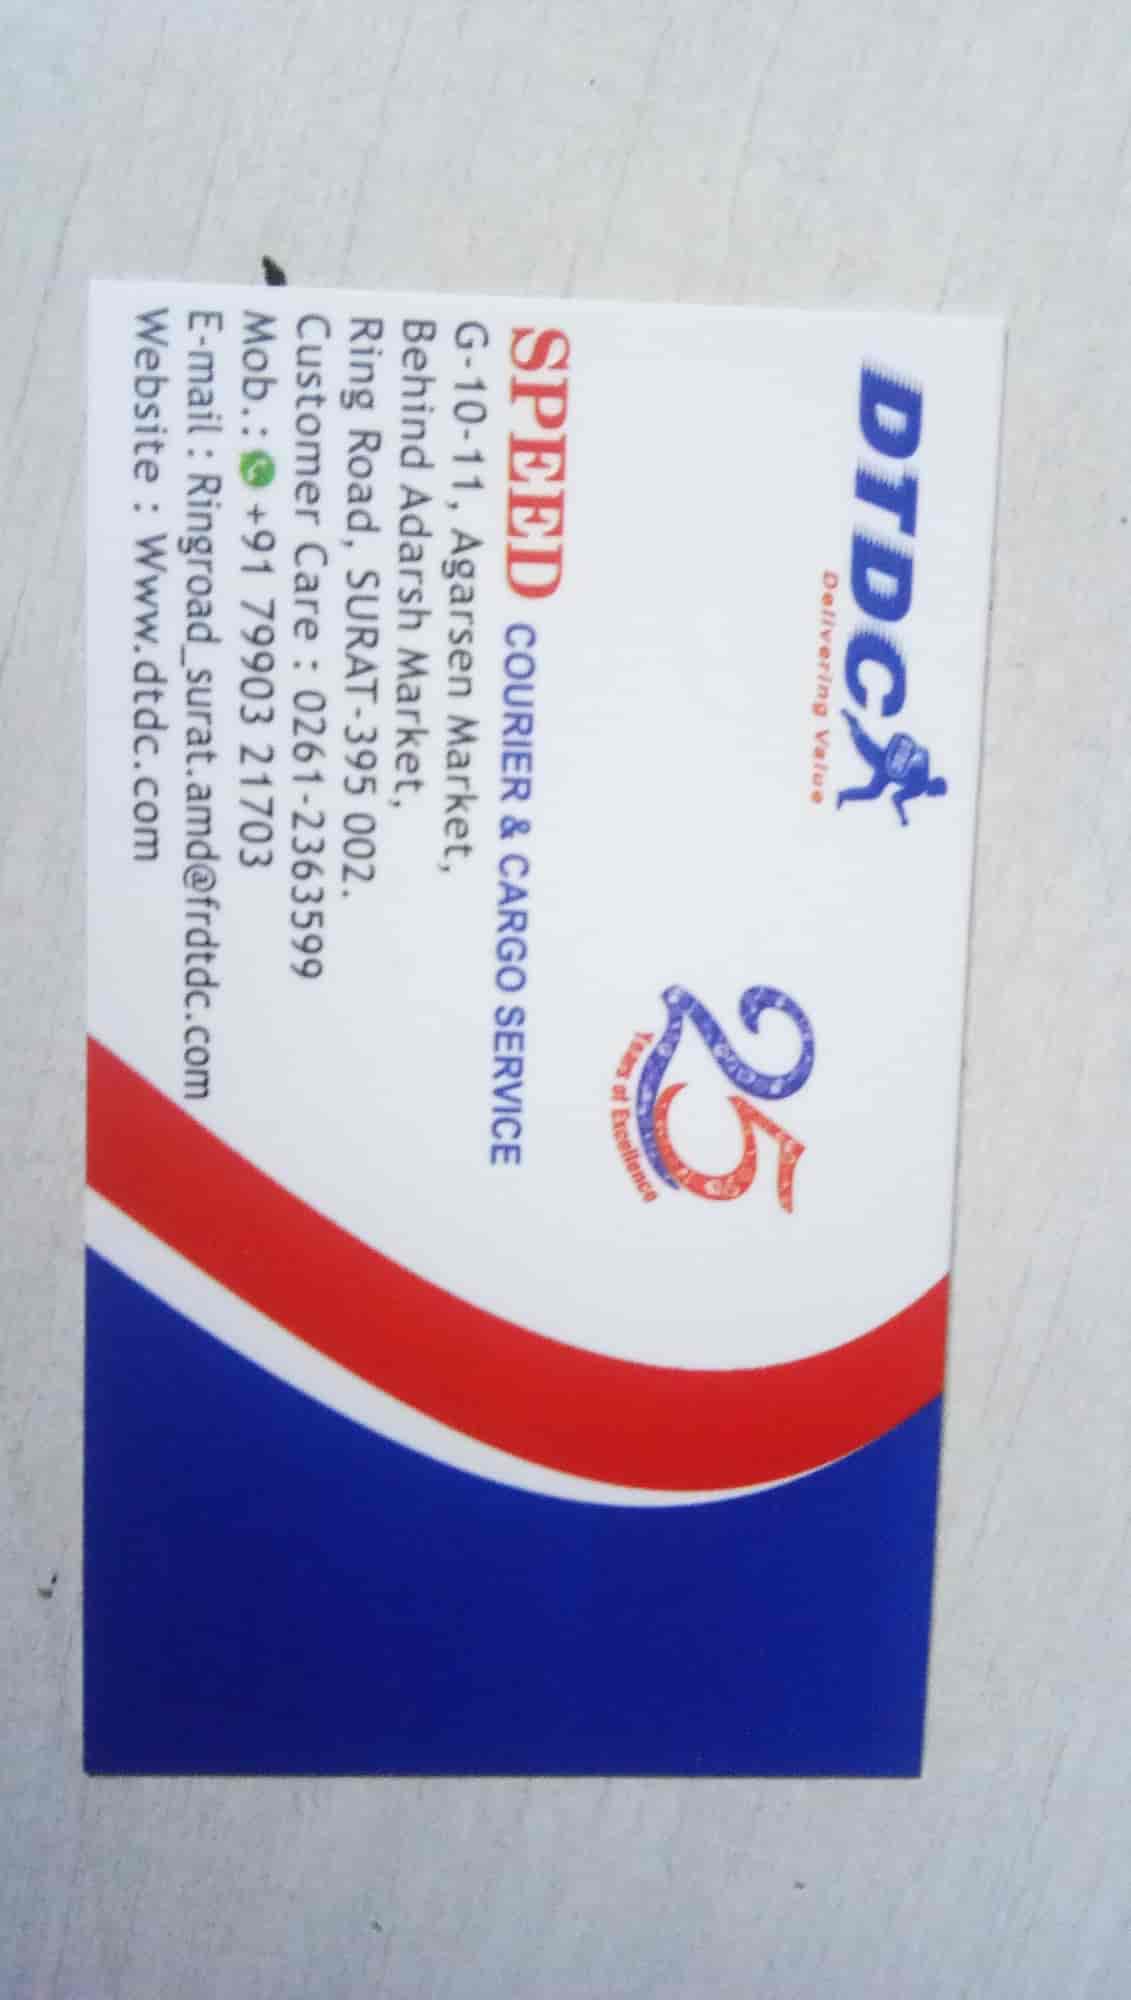 DTDC
Delivering Value
25
Years of Excellence
SPEED COURIER & CARGO SERVICE
G-10-11, Agarsen Market,
Behind Adarsh Market,
Ring Road, SURAT-395 002.
Customer Care : 0261-2363599
Mob. : +91 79903 21703
E-mail : Ringroad_surat.amd@frdtdc.com
Website : Www.dtdc.com